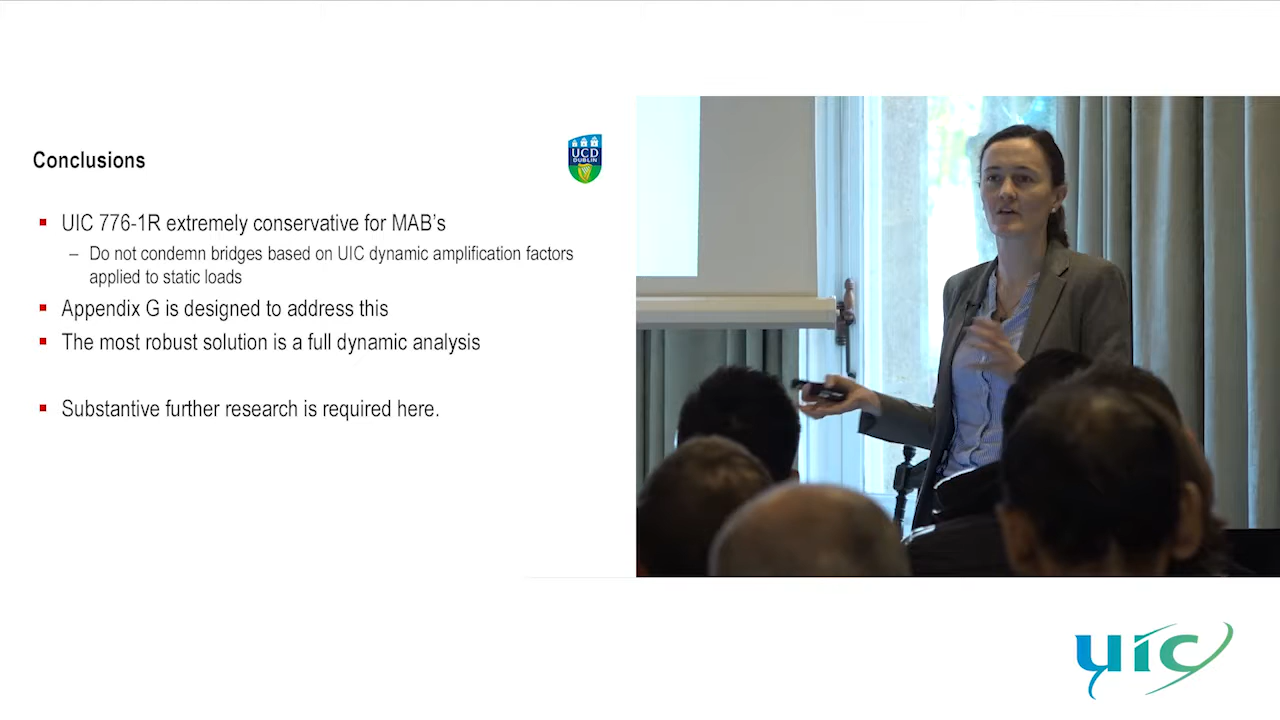 Conclusions
UCD
DUBLIN
▪ UIC 776-1R extremely conservative for MAB's
– Do not condemn bridges based on UIC dynamic amplification factors
applied to static loads
▪ Appendix G is designed to address this
▪ The most robust solution is a full dynamic analysis
▪ Substantive further research is required here.
uic